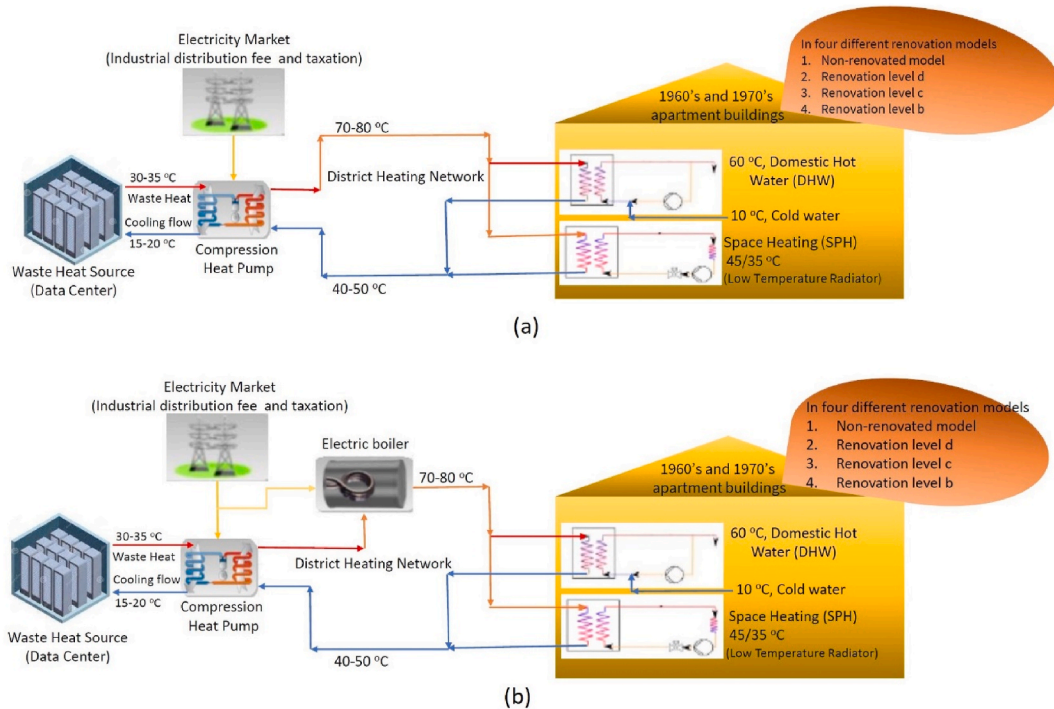 Electricity Market
(Industrial distribution fee and taxation)
In four different renovation models
1. Non-renovated model
2. Renovation level d
3. Renovation level c
4. Renovation level b
1960's and 1970's
apartment buildings
70-80 °C
30-35 °C
Waste Heat
Cooling flow
15-20 °C
District Heating Network
60 °C, Domestic Hot
Water (DHW)
10 °C, Cold water
Compression
Heat Pump
Space Heating (SPH)
45/35 °C
(Low Temperature Radiator)
Waste Heat Source
(Data Center)
40-50 °C
(a)
Electricity Market
(Industrial distribution fee and taxation)
In four different renovation models
1. Non-renovated model
2. Renovation level d
3. Renovation level c
4. Renovation level b
Electric boiler
70-80 °C
1960's and 1970's
apartment buildings
30-35 °C
Waste Heat
Cooling flow
15-20 °C
District Heating Network
60 °C, Domestic Hot
Water (DHW)
10 °C, Cold water
Compression
Heat Pump
Space Heating (SPH)
45/35 °C
(Low Temperature Radiator)
Waste Heat Source
(Data Center)
40-50 °C
(b)